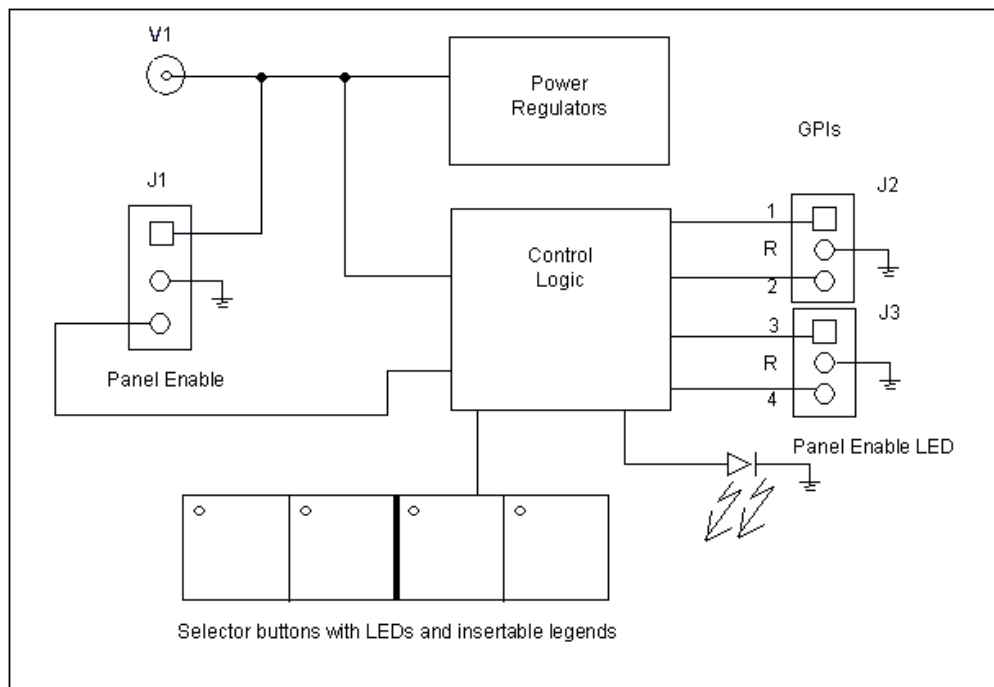 V1
Power
Regulators
GPIs
J1
J2
1
R
2
Control
Logic
J3
3
R
4
Panel Enable
Panel Enable LED
Selector buttons with LEDs and insertable legends